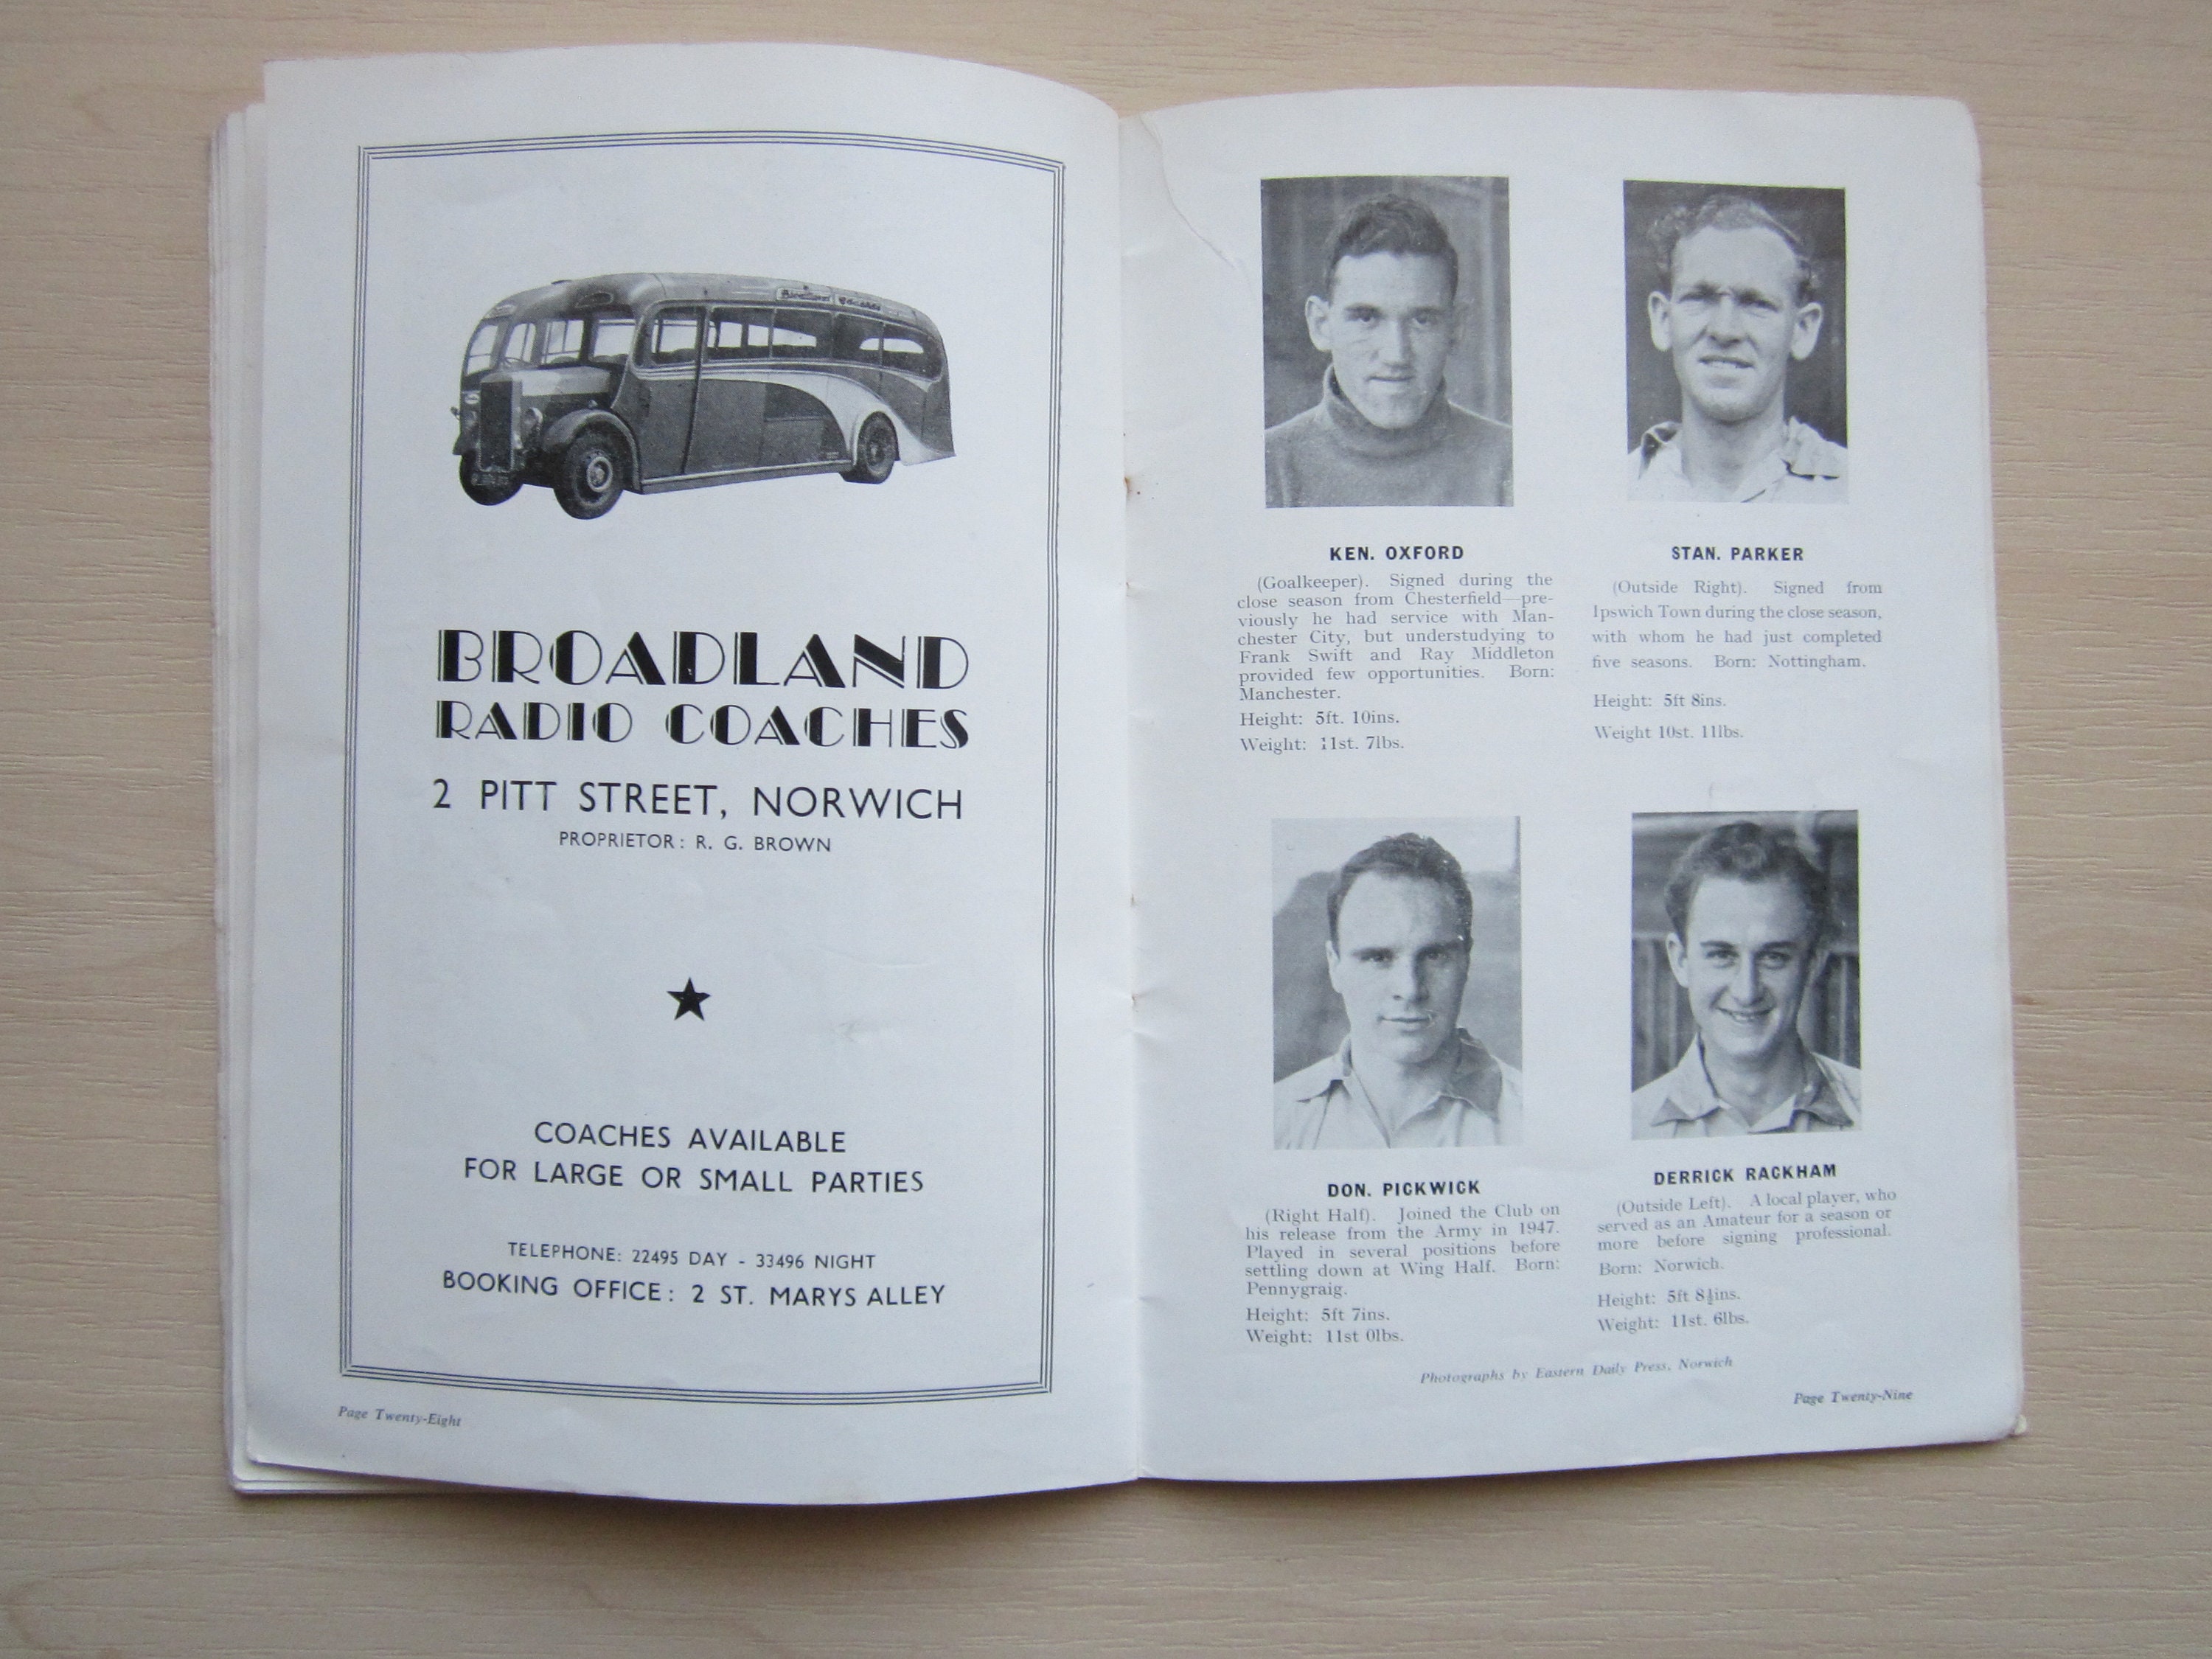 Broadland Coaches
BROADLAND
RADIO COACHES
2 PITT STREET, NORWICH
PROPRIETOR: R. G. BROWN
COACHES AVAILABLE
FOR LARGE OR SMALL PARTIES
TELEPHONE: 22495 DAY - 33496 NIGHT
BOOKING OFFICE: 2 ST. MARYS ALLEY
Page Twenty-Eight
KEN. OXFORD
(Goalkeeper). Signed during the
close season from Chesterfield—pre-
viously he had service with Man-
chester City, but understudying to
Frank Swift and Ray Middleton
provided few opportunities. Born:
Manchester.
Height: 5ft. 10ins.
Weight: 11st. 7lbs.
STAN. PARKER
(Outside Right). Signed from
Ipswich Town during the close season,
with whom he had just completed
five seasons. Born: Nottingham.
Height: 5ft 8ins.
Weight 10st. 11lbs.
DON. PICKWICK
(Right Half). Joined the Club on
his release from the Army in 1947.
Played in several positions before
settling down at Wing Half. Born:
Pennygraig.
Height: 5ft 7ins.
Weight: 11st 0lbs.
DERRICK RACKHAM
(Outside Left). A local player, who
served as an Amateur for a season or
more before signing professional.
Born: Norwich.
Height: 5ft 8½ins.
Weight: 11st. 6lbs.
Photographs by Eastern Daily Press, Norwich
Page Twenty-Nine